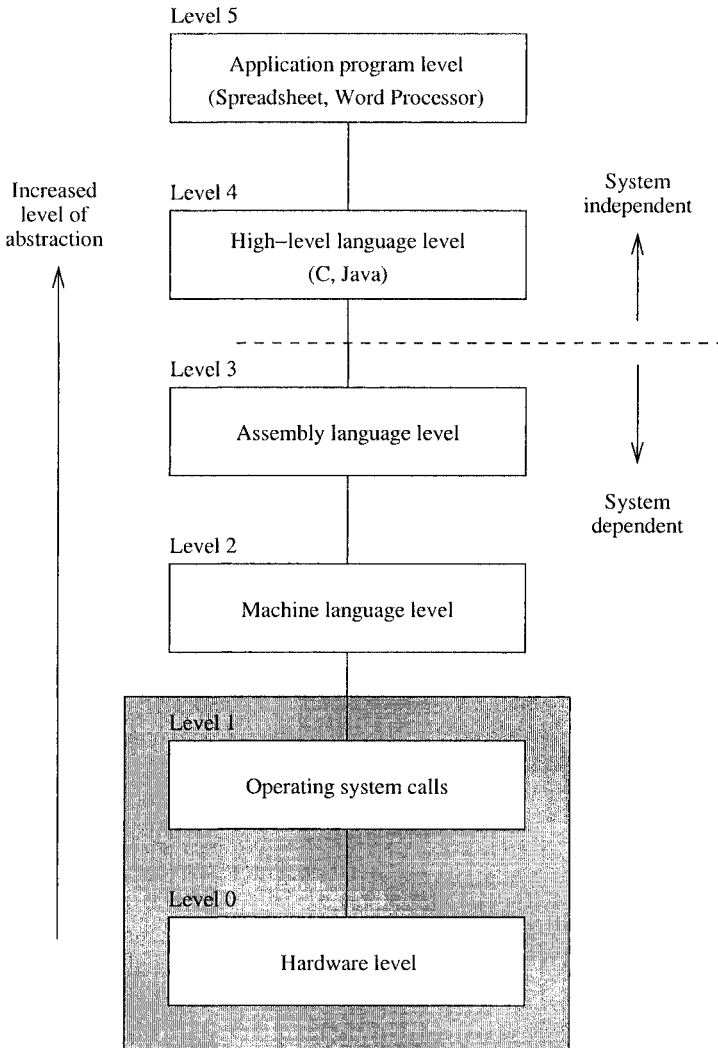 Level 5
Application program level
(Spreadsheet, Word Processor)
Increased
level of
abstraction
Level 4
High-level language level
(C, Java)
System
independent
Level 3
Assembly language level
System
dependent
Level 2
Machine language level
Level 1
Operating system calls
Level 0
Hardware level